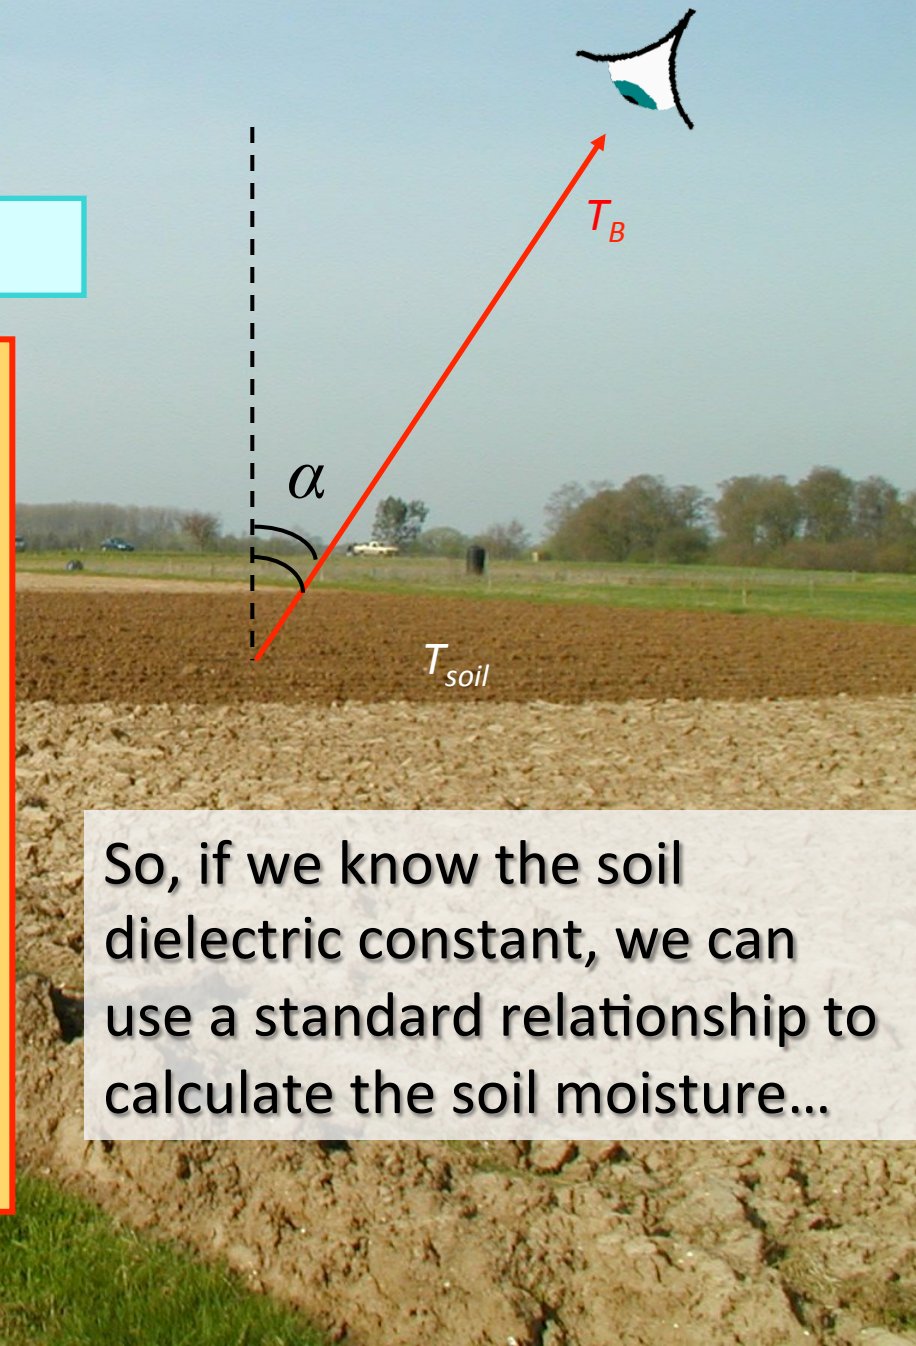 T_B
α
T_soil
So, if we know the soil
dielectric constant, we can
use a standard relationship to
calculate the soil moisture…